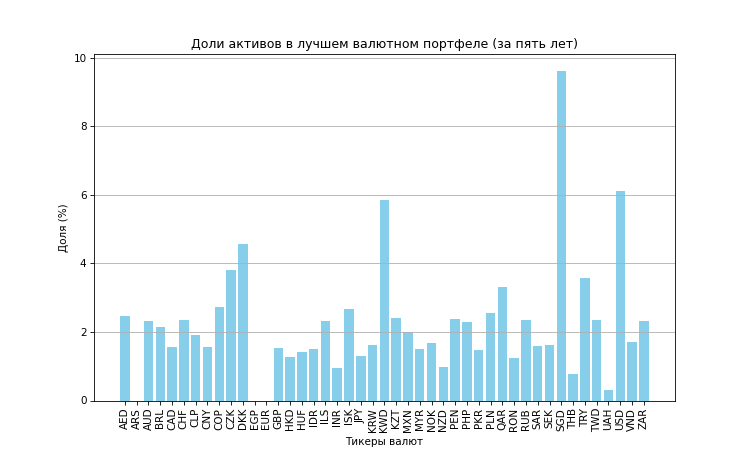 Доли активов в лучшем валютном портфеле (за пять лет)
10
8
6
4
2
0
Доля (%)
AED
ARS
AUD
BRL
CAD
CHF
CLP
CNY
COP
CZK
DKK
EGP
EUR
GBP
HKD
HUF
IDR
ILS
INR
ISK
JPY
KRW
KWD
KZT
MXN
MYR
NOK
NZD
PEN
PHP
PKR
PLN
QAR
RON
RUB
SAR
SEK
SGD
THB
TRY
TWD
UAH
USD
VND
ZAR
Тикеры валют